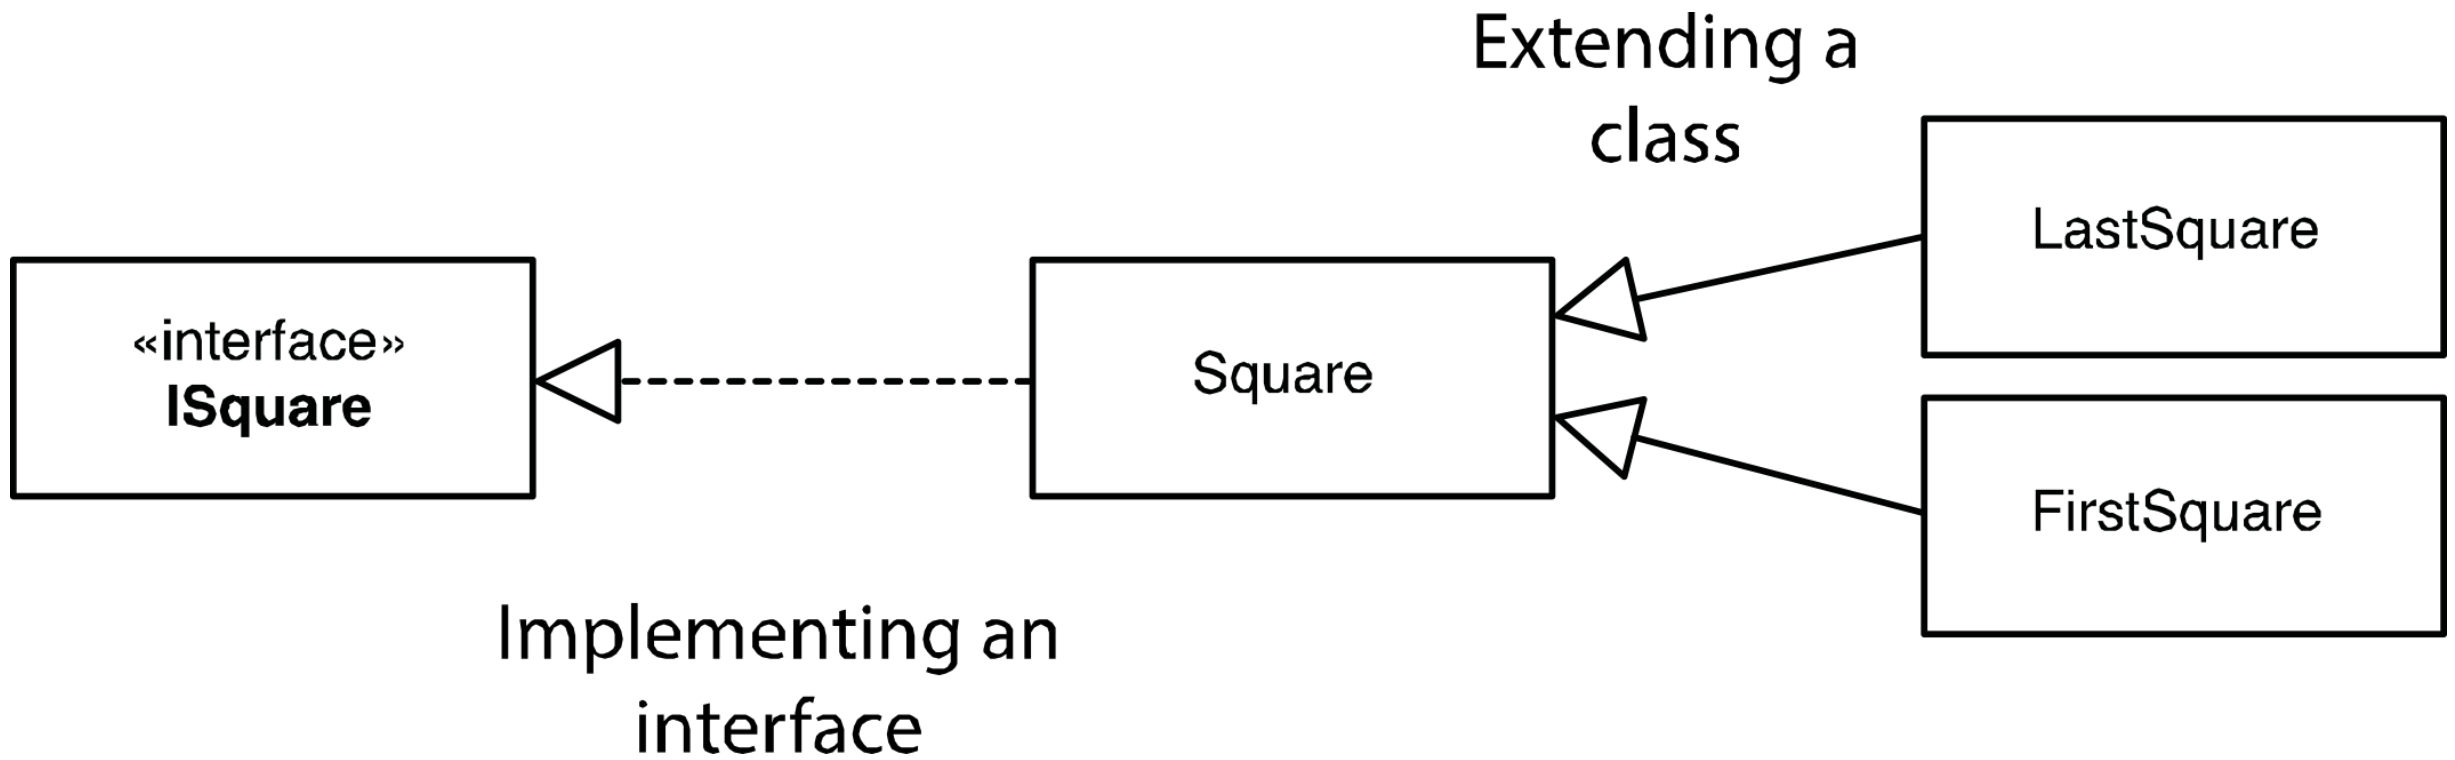 Extending a
class
LastSquare
«interface»
ISquare
Square
FirstSquare
Implementing an
interface